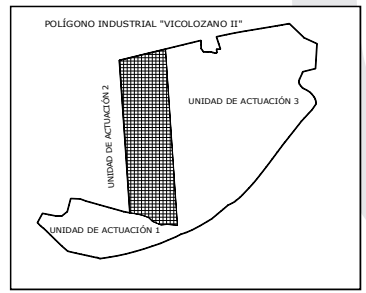 POLÍGONO INDUSTRIAL "VICOLOZANO II"
UNIDAD DE ACTUACIÓN 2
UNIDAD DE ACTUACIÓN 3
UNIDAD DE ACTUACIÓN 1